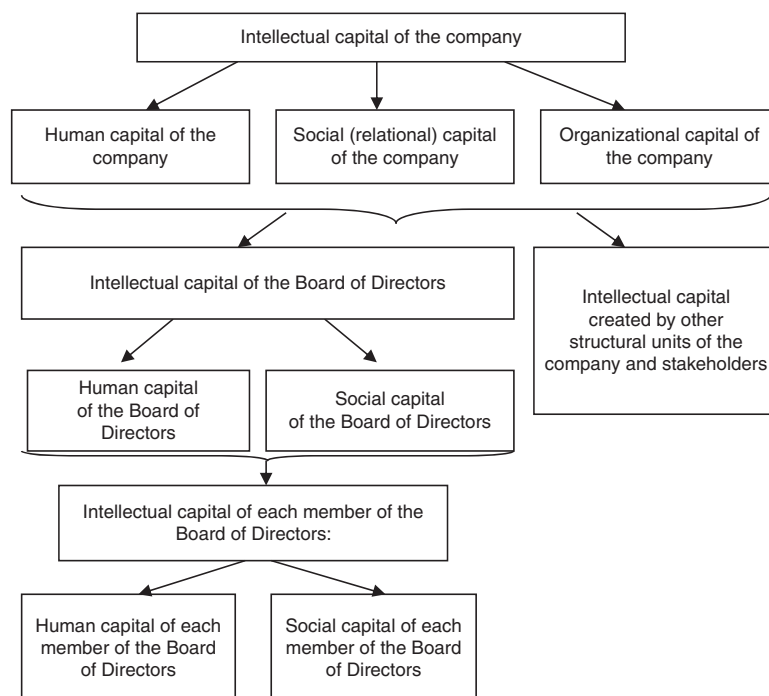 Intellectual capital of the company
Human capital of the
company
Social (relational) capital
of the company
Organizational capital of
the company
Intellectual capital of the Board of Directors
Intellectual capital
created by other
structural units of the
company and stakeholders
Human capital
of the Board of
Directors
Social capital
of the Board of Directors
Intellectual capital of each member of the
Board of Directors:
Human capital of each
member of the Board
of Directors
Social capital of each
member of the Board
of Directors